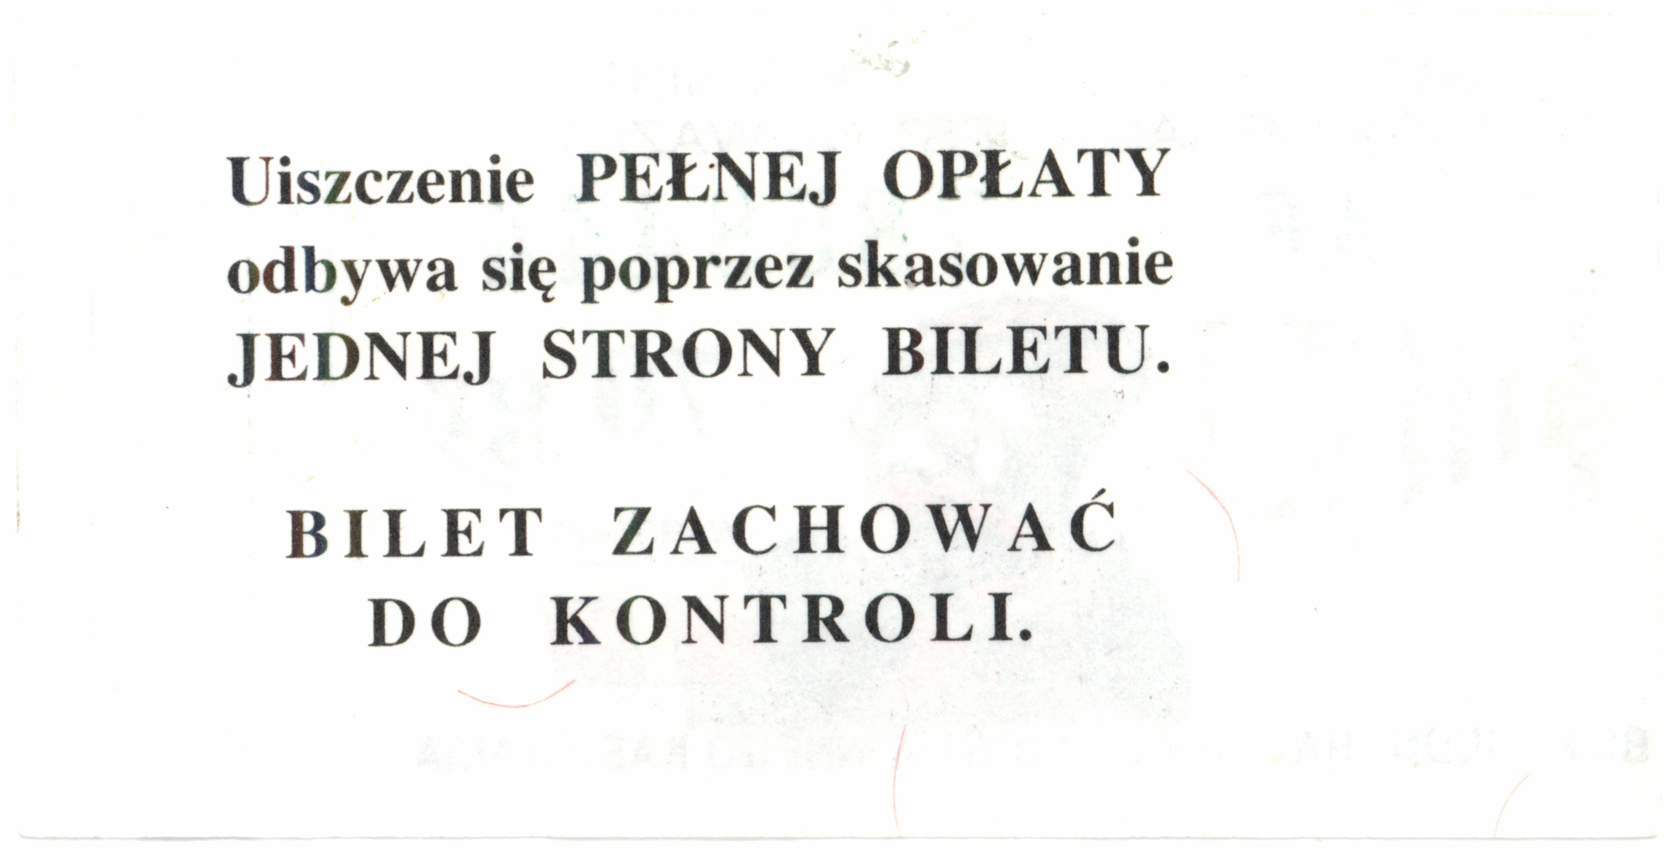 Uiszczenie PEŁNEJ OPŁATY
odbywa się poprzez skasowanie
JEDNEJ STRONY BILETU.
BILET ZACHOWAĆ
DO KONTROLI.